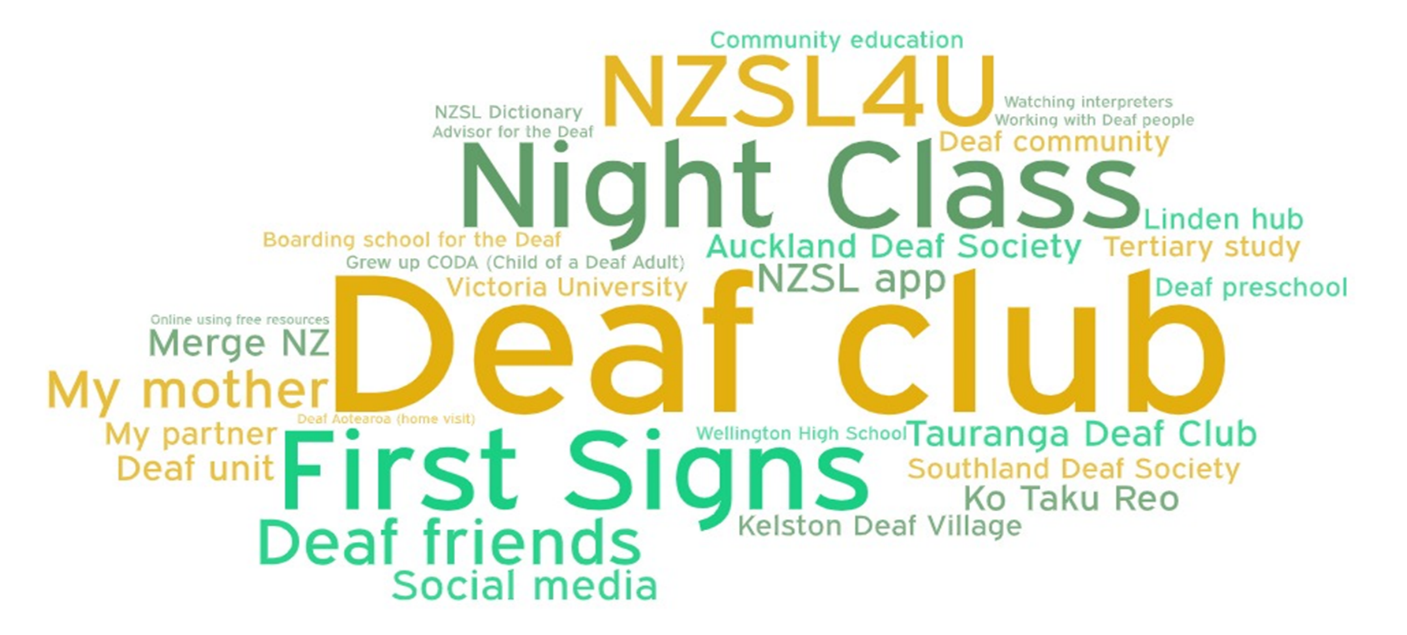 Community education
NZSL4U
NZSL Dictionary
Watching interpreters
Advisor for the Deaf
Working with Deaf people
Deaf community
Night Class
Linden hub
Boarding school for the Deaf
Auckland Deaf Society
Tertiary study
Grew up CODA (Child of a Deaf Adult)
NZSL app
Victoria University
Deaf preschool
Deaf club
Online using free resources
Merge NZ
My mother
Deaf Aotearoa (home visit)
My partner
First Signs
Wellington High School
Tauranga Deaf Club
Deaf unit
Southland Deaf Society
Ko Taku Reo
Kelston Deaf Village
Deaf friends
Social media